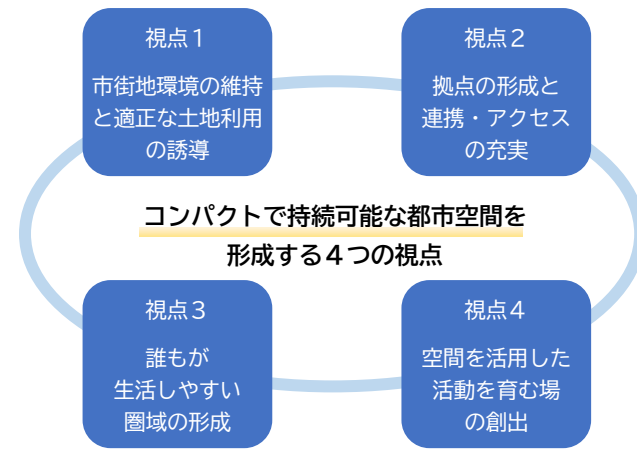 視点１
市街地環境の維持
と適正な土地利用
の誘導
視点２
拠点の形成と
連携・アクセス
の充実
コンパクトで持続可能な都市空間を
形成する４つの視点
視点３
誰もが
生活しやすい
圏域の形成
視点４
空間を活用した
活動を育む場
の創出